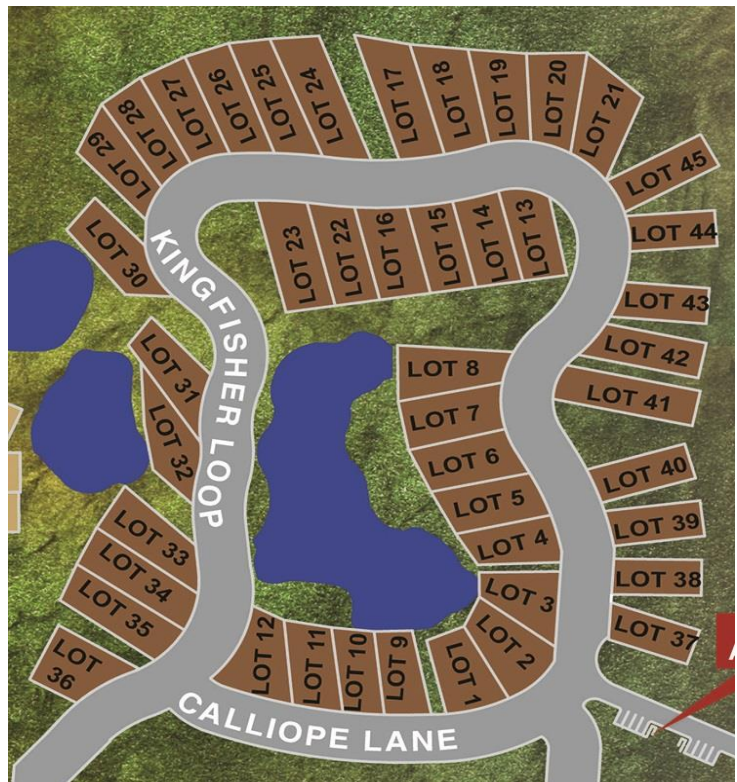 LOT 24
LOT 25
LOT 26
LOT 27
LOT 28
LOT 29
LOT 17
LOT 18
LOT 19
LOT 20
LOT 21
LOT 45
LOT 44
LOT 43
LOT 42
LOT 41
LOT 40
LOT 39
LOT 38
LOT 37
LOT 30
LOT 31
LOT 32
LOT 33
LOT 34
LOT 35
LOT
36
LOT 23
LOT 22
LOT 16
LOT 15
LOT 14
LOT 13
LOT 8
LOT 7
LOT 6
LOT 5
LOT 4
LOT 3
LOT 2
LOT 1
LOT 9
LOT 10
LOT 11
LOT 12
KINGFISHER LOOP
CALLIOPE LANE